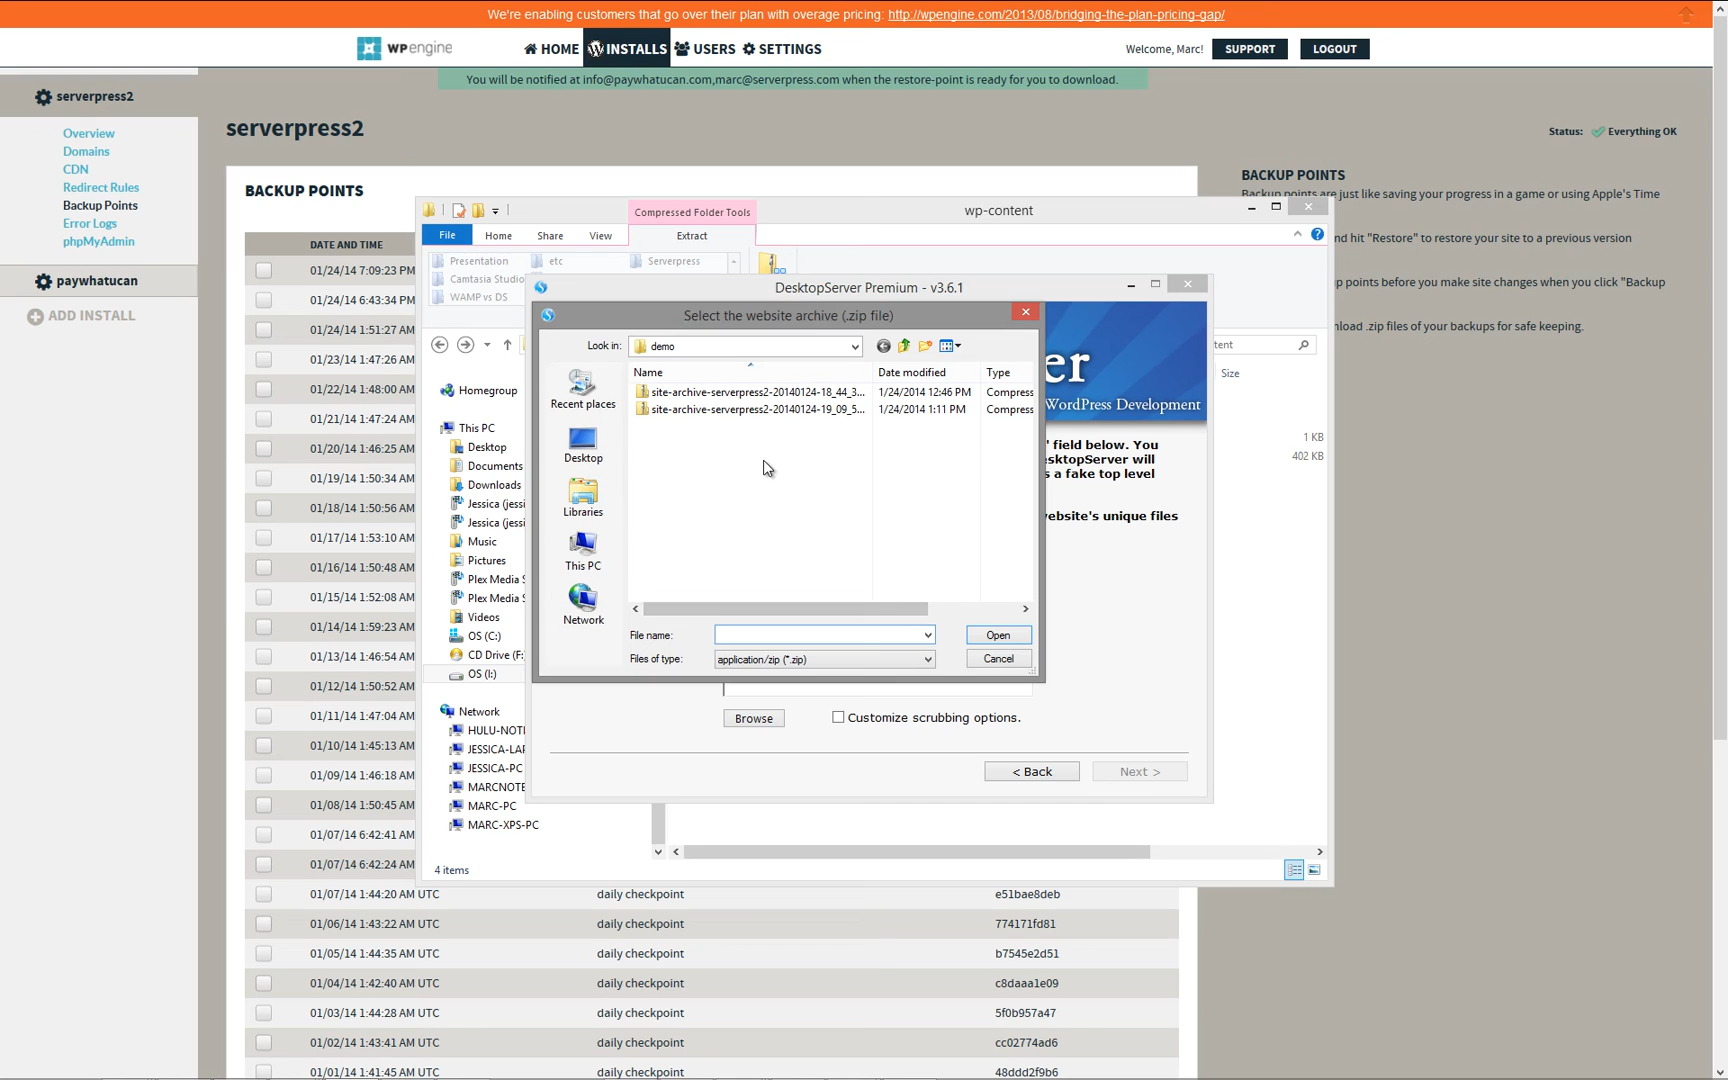 We're enabling customers that go over their plan with overage pricing: http://wpengine.com/2013/08/bridging-the-plan-pricing-gap/
wpengine
HOME
INSTALLS
USERS
SETTINGS
Welcome, Marc!
SUPPORT
LOGOUT
You will be notified at info@paywhatucan.com,marc@serverpress.com when the restore-point is ready for you to download.
serverpress2
Overview
Domains
CDN
Redirect Rules
Backup Points
Error Logs
phpMyAdmin
paywhatucan
ADD INSTALL
serverpress2
Status: Everything OK
BACKUP POINTS
DATE AND TIME
01/24/14 7:09:23 PM
01/24/14 6:43:34 PM
01/24/14 1:51:27 AM
01/23/14 1:47:26 AM
01/22/14 1:48:00 AM
01/21/14 1:47:24 AM
01/20/14 1:46:25 AM
01/19/14 1:50:34 AM
01/18/14 1:50:56 AM
01/17/14 1:53:10 AM
01/16/14 1:50:48 AM
01/15/14 1:52:08 AM
01/14/14 1:59:23 AM
01/13/14 1:46:54 AM
01/12/14 1:50:52 AM
01/11/14 1:47:04 AM
01/10/14 1:45:13 AM
01/09/14 1:46:18 AM
01/08/14 1:50:45 AM
01/07/14 6:42:41 AM
01/07/14 6:42:24 AM
01/07/14 1:44:20 AM UTC daily checkpoint e51bae8deb
01/06/14 1:43:22 AM UTC daily checkpoint 774171fd81
01/05/14 1:44:35 AM UTC daily checkpoint b7545e2d51
01/04/14 1:42:40 AM UTC daily checkpoint c8daaa1e09
01/03/14 1:44:28 AM UTC daily checkpoint 5f0b957a47
01/02/14 1:43:41 AM UTC daily checkpoint cc02774ad6
01/01/14 1:41:45 AM UTC daily checkpoint 48ddd2f9b6
BACKUP POINTS
Backup points are just like saving your progress in a game or using Apple's Time
nd hit "Restore" to restore your site to a previous version
p points before you make site changes when you click "Backup
nload .zip files of your backups for safe keeping.
Compressed Folder Tools
wp-content
File
Home
Share
View
Extract
Presentation
etc
Serverpress
Camtasia Studio
WAMP vs DS
tent
Size
1 KB
402 KB
Homegroup
This PC
Desktop
Documents
Downloads
Jessica (jessi
Jessica (jessi
Music
Pictures
Plex Media S
Plex Media S
Videos
OS (C:)
CD Drive (F:
OS (I:)
Network
HULU-NOTE
JESSICA-LAP
JESSICA-PC
MARCNOTE
MARC-PC
MARC-XPS-PC
4 items
DesktopServer Premium - v3.6.1
er
WordPress Development
' field below. You
sktopServer will
s a fake top level
ebsite's unique files
Browse
Customize scrubbing options.
< Back
Next >
Select the website archive (.zip file)
Look in:
demo
Recent places
Desktop
Libraries
This PC
Network
Name
Date modified
Type
site-archive-serverpress2-20140124-18_44_3... 1/24/2014 12:46 PM Compress
site-archive-serverpress2-20140124-19_09_5... 1/24/2014 1:11 PM Compress
File name:
Open
Files of type:
application/zip (*.zip)
Cancel